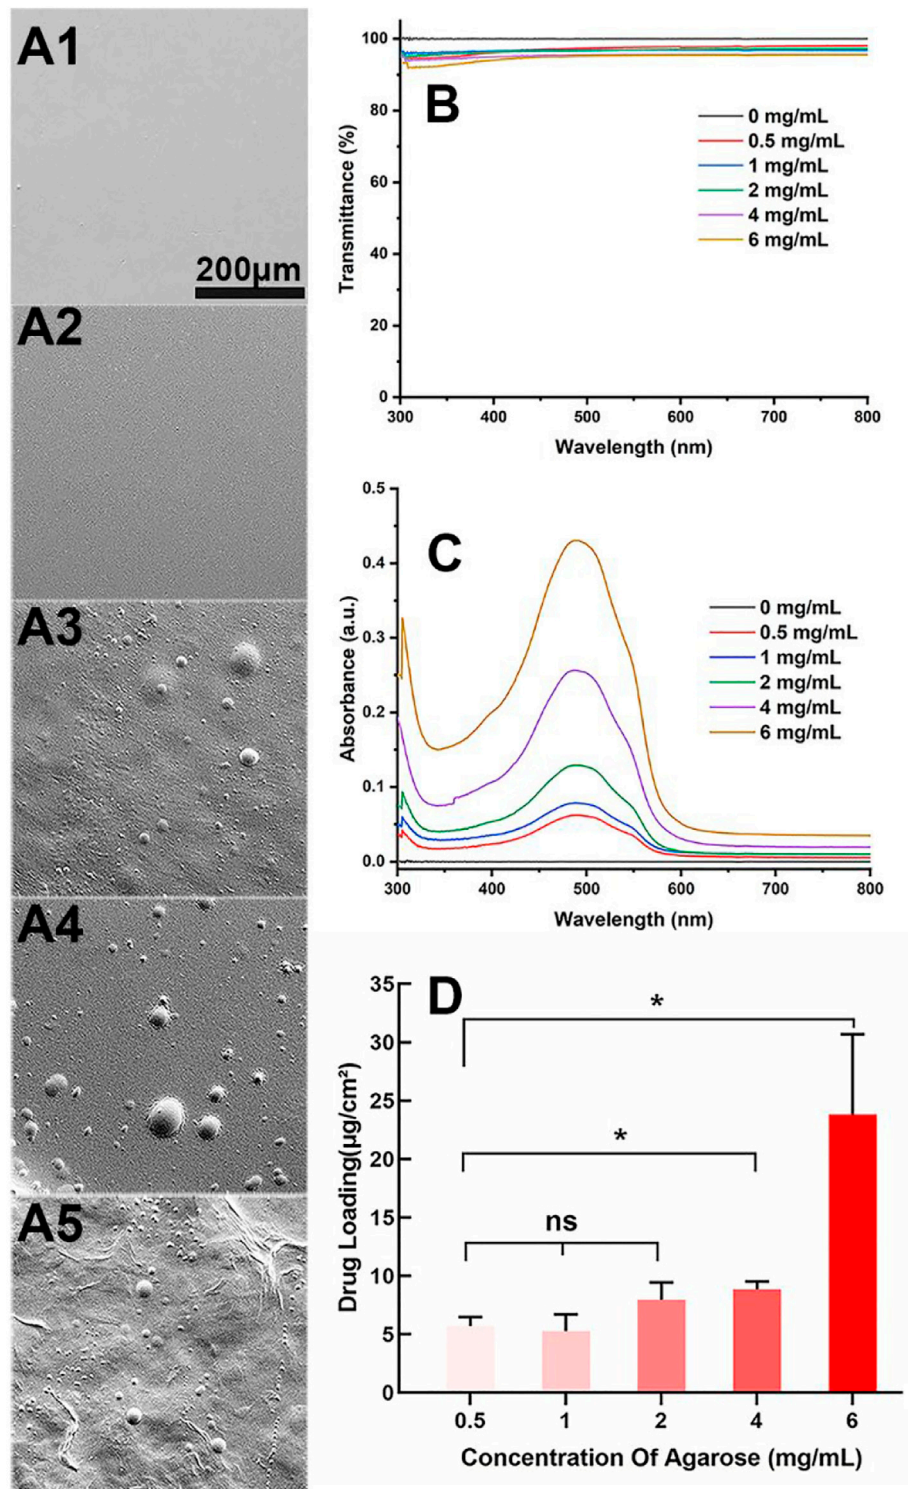 A1
200μm
A2
A3
A4
A5
B
Transmittance (%)
100
80
60
40
20
0
300 400 500 600 700 800
Wavelength (nm)
0 mg/mL
0.5 mg/mL
1 mg/mL
2 mg/mL
4 mg/mL
6 mg/mL
C
Absorbance (a.u.)
0.5
0.4
0.3
0.2
0.1
0.0
300 400 500 600 700 800
Wavelength (nm)
0 mg/mL
0.5 mg/mL
1 mg/mL
2 mg/mL
4 mg/mL
6 mg/mL
D
Drug Loading(μg/cm²)
35
30
25
20
15
10
5
0
*
*
ns
0.5 1 2 4 6
Concentration Of Agarose (mg/mL)